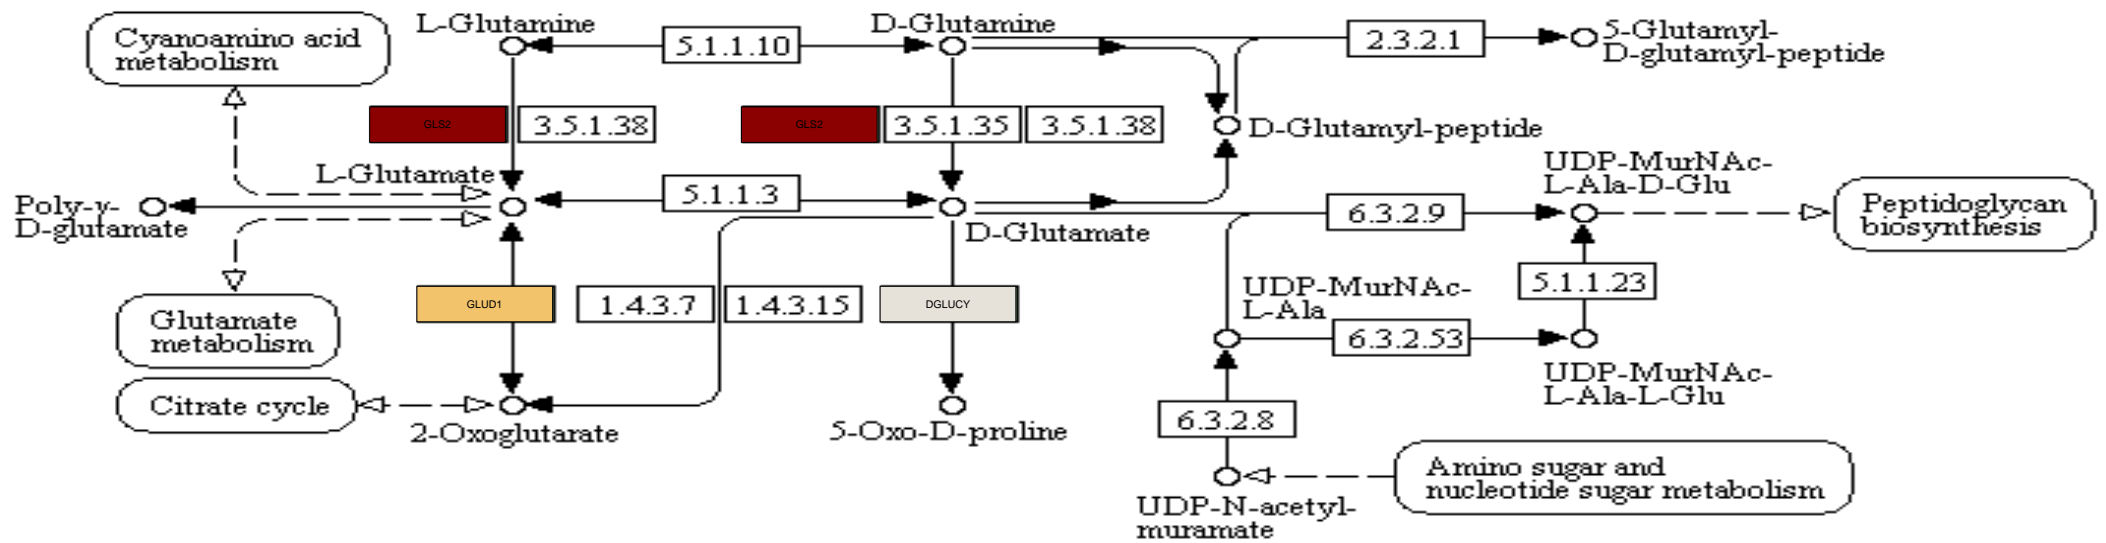 L-Glutamine
D-Glutamine
Cyanoamino acid
metabolism
5.1.1.10
2.3.2.1
5-Glutamyl-
D-glutamyl-peptide
GLS2
3.5.1.38
GLS2
3.5.1.35
3.5.1.38
D-Glutamyl-peptide
L-Glutamate
5.1.1.3
UDP-MurNAc-
L-Ala-D-Glu
Poly-γ-
D-glutamate
D-Glutamate
6.3.2.9
Peptidoglycan
biosynthesis
Glutamate
metabolism
GLUD1
1.4.3.7
1.4.3.15
DGLUCY
UDP-MurNAc-
L-Ala
5.1.1.23
6.3.2.53
UDP-MurNAc-
L-Ala-L-Glu
Citrate cycle
2-Oxoglutarate
5-Oxo-D-proline
6.3.2.8
UDP-N-acetyl-
muramate
Amino sugar and
nucleotide sugar metabolism